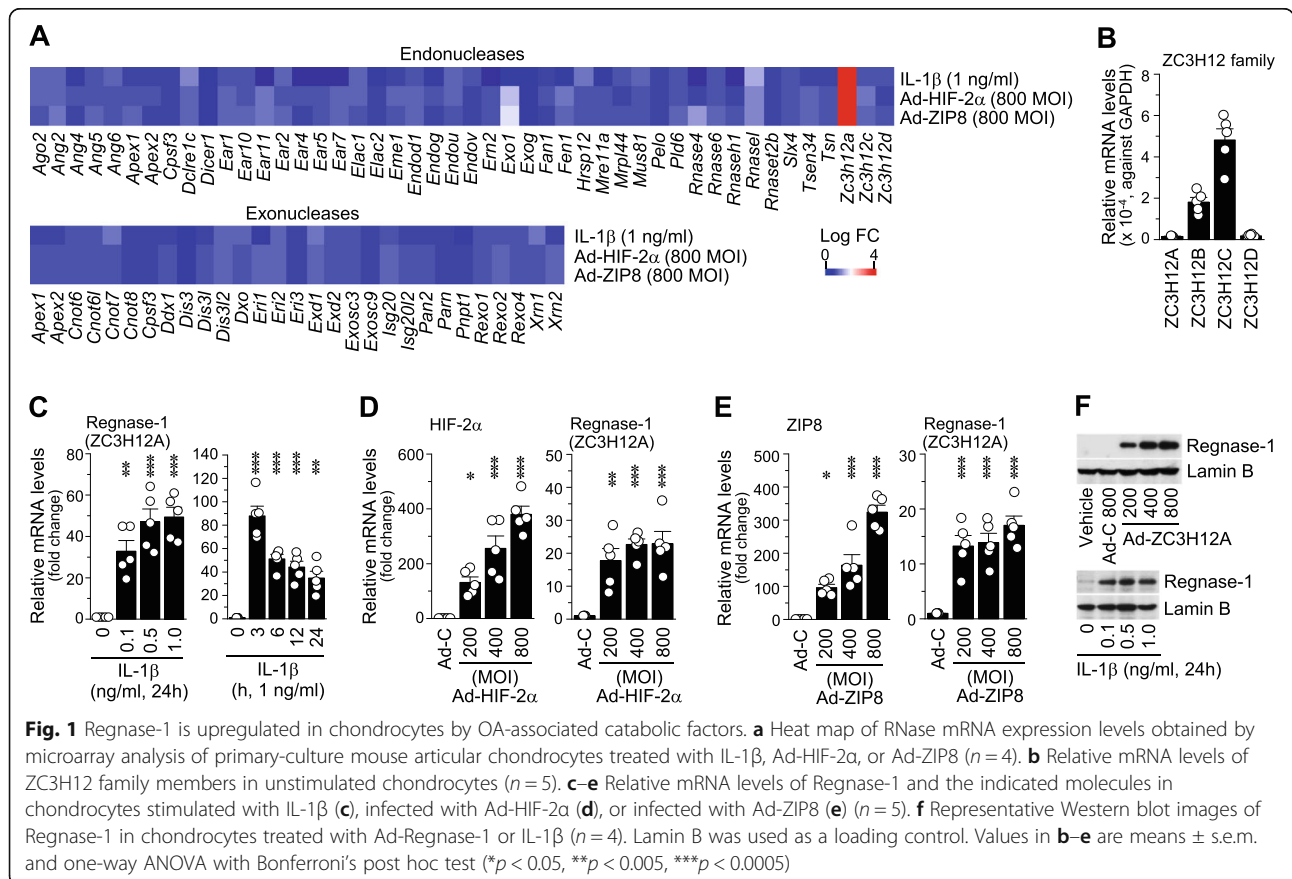 A
Endonucleases
IL-1β (1 ng/ml)
Ad-HIF-2α (800 MOI)
Ad-ZIP8 (800 MOI)
Ago2 Ang2 Ang4 Ang5 Ang6 Apex1 Apex2 Cpsf3 Dclre1c Dicer1 Ear1 Ear10 Ear11 Ear2 Ear4 Ear5 Ear7 Elac1 Elac2 Eme1 Endod1 Endog Endou Endov Ern2 Exo1 Exog Fan1 Fen1 Hrsp12 Mre11a Mrpl44 Mus81 Pelo Pld6 Rnase4 Rnase6 Rnaseh1 Rnasel Rnaset2b Slx4 Tsen34 Tsn Zc3h12a Zc3h12c Zc3h12d
Exonucleases
IL-1β (1 ng/ml)
Ad-HIF-2α (800 MOI)
Ad-ZIP8 (800 MOI)
Log FC
0 4
Apex1 Apex2 Cnot6 Cnot6l Cnot7 Cnot8 Cpsf3 Ddx1 Dis3 Dis3l Dis3l2 Dxo Eri1 Eri2 Eri3 Exd1 Exd2 Exosc3 Exosc9 Isg20 Isg20l2 Pan2 Parn Pnpt1 Rexo1 Rexo2 Rexo4 Xrn1 Xrn2
B
ZC3H12 family
Relative mRNA levels
(x 10⁻⁴, against GAPDH)
8
6
4
2
0
ZC3H12A ZC3H12B ZC3H12C ZC3H12D
C
Regnase-1
(ZC3H12A)
Relative mRNA levels
(fold change)
80
60
40
20
0
** *** ***
0 0.1 0.5 1.0
IL-1β
(ng/ml, 24h)
140
120
100
80
60
40
20
0
*** *** *** **
0 3 6 12 24
IL-1β
(h, 1 ng/ml)
D
HIF-2α
Relative mRNA levels
(fold change)
600
400
200
0
* *** ***
Ad-C 200 400 800
(MOI)
Ad-HIF-2α
Regnase-1
(ZC3H12A)
60
50
40
30
20
10
0
** *** ***
Ad-C 200 400 800
(MOI)
Ad-HIF-2α
E
ZIP8
Relative mRNA levels
(fold change)
500
400
300
200
100
0
* *** ***
Ad-C 200 400 800
(MOI)
Ad-ZIP8
Regnase-1
(ZC3H12A)
30
20
10
0
*** *** ***
Ad-C 200 400 800
(MOI)
Ad-ZIP8
F
Regnase-1
Lamin B
Vehicle Ad-C 800 200 400 800
Ad-ZC3H12A
Regnase-1
Lamin B
0 0.1 0.5 1.0
IL-1β (ng/ml, 24h)
Fig. 1 Regnase-1 is upregulated in chondrocytes by OA-associated catabolic factors. a Heat map of RNase mRNA expression levels obtained by
microarray analysis of primary-culture mouse articular chondrocytes treated with IL-1β, Ad-HIF-2α, or Ad-ZIP8 (n = 4). b Relative mRNA levels of
ZC3H12 family members in unstimulated chondrocytes (n = 5). c–e Relative mRNA levels of Regnase-1 and the indicated molecules in
chondrocytes stimulated with IL-1β (c), infected with Ad-HIF-2α (d), or infected with Ad-ZIP8 (e) (n = 5). f Representative Western blot images of
Regnase-1 in chondrocytes treated with Ad-Regnase-1 or IL-1β (n = 4). Lamin B was used as a loading control. Values in b–e are means ± s.e.m.
and one-way ANOVA with Bonferroni's post hoc test (*p < 0.05, **p < 0.005, ***p < 0.0005)